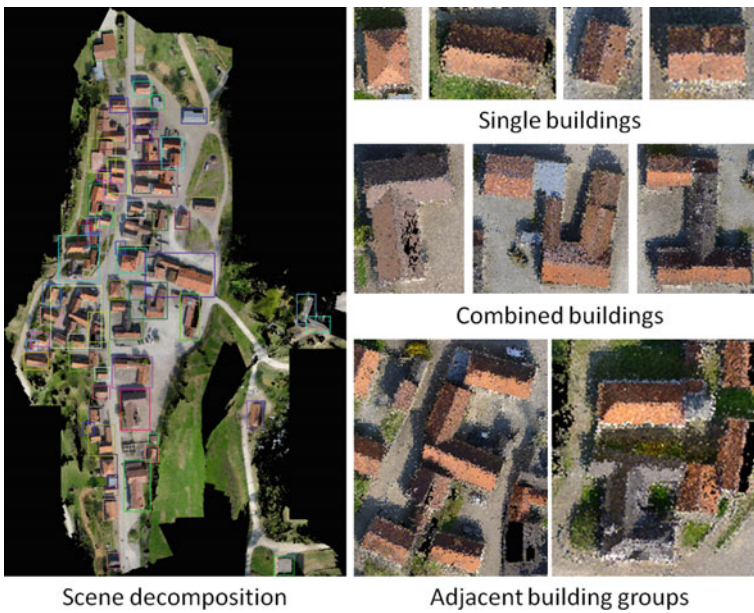 Single buildings
Combined buildings
Scene decomposition
Adjacent building groups